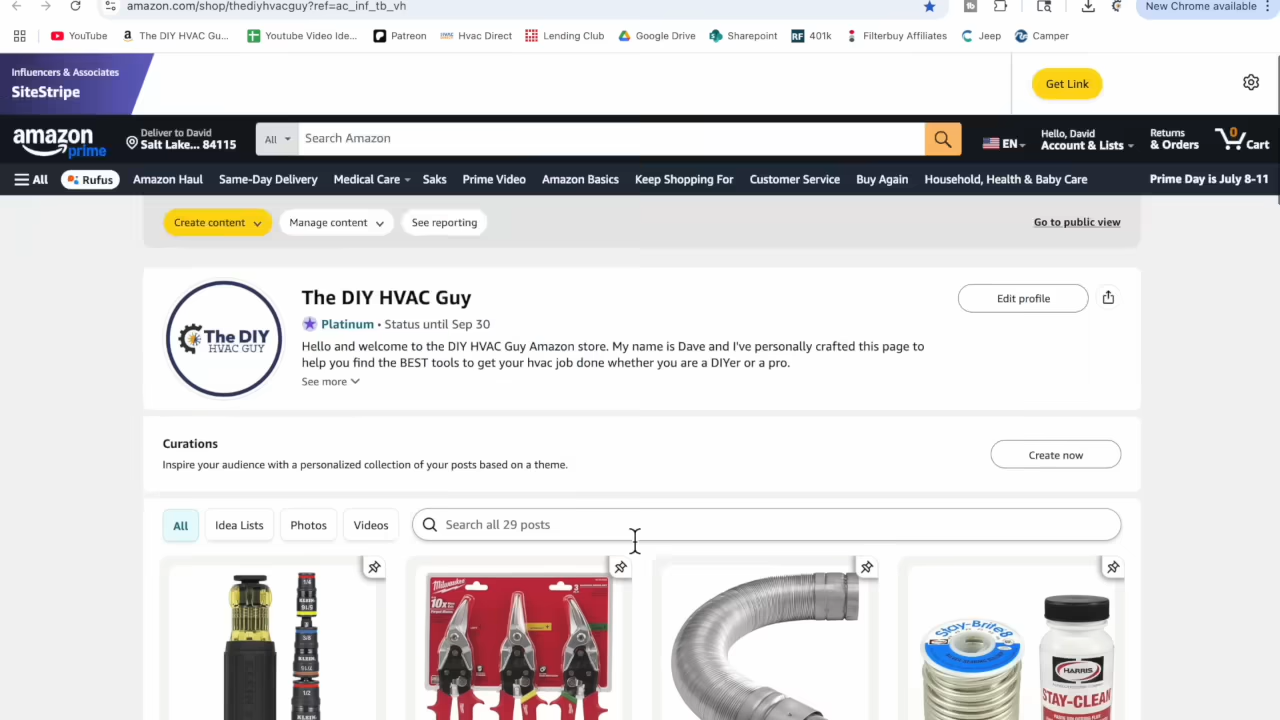 amazon.com/shop/thediyhvacguy?ref=ac_inf_tb_vh
New Chrome available
YouTube
The DIY HVAC Gu...
Youtube Video Ide...
Patreon
Hvac Direct
Lending Club
Google Drive
Sharepoint
401k
Filterbuy Affiliates
Jeep
Camper
Influencers & Associates
SiteStripe
Get Link
amazon
prime
Deliver to David
Salt Lake... 84115
All
Search Amazon
EN
Hello, David
Account & Lists
Returns
& Orders
0
Cart
All
Rufus
Amazon Haul
Same-Day Delivery
Medical Care
Saks
Prime Video
Amazon Basics
Keep Shopping For
Customer Service
Buy Again
Household, Health & Baby Care
Prime Day is July 8-11
Create content
Manage content
See reporting
Go to public view
The DIY
HVAC GUY
The DIY HVAC Guy
Platinum • Status until Sep 30
Hello and welcome to the DIY HVAC Guy Amazon store. My name is Dave and I've personally crafted this page to
help you find the BEST tools to get your hvac job done whether you are a DIYer or a pro.
See more
Edit profile
Curations
Inspire your audience with a personalized collection of your posts based on a theme.
Create now
All
Idea Lists
Photos
Videos
Search all 29 posts
Milwaukee
10x
STAY-BRITE 8
HARRIS
STAY-CLEAN